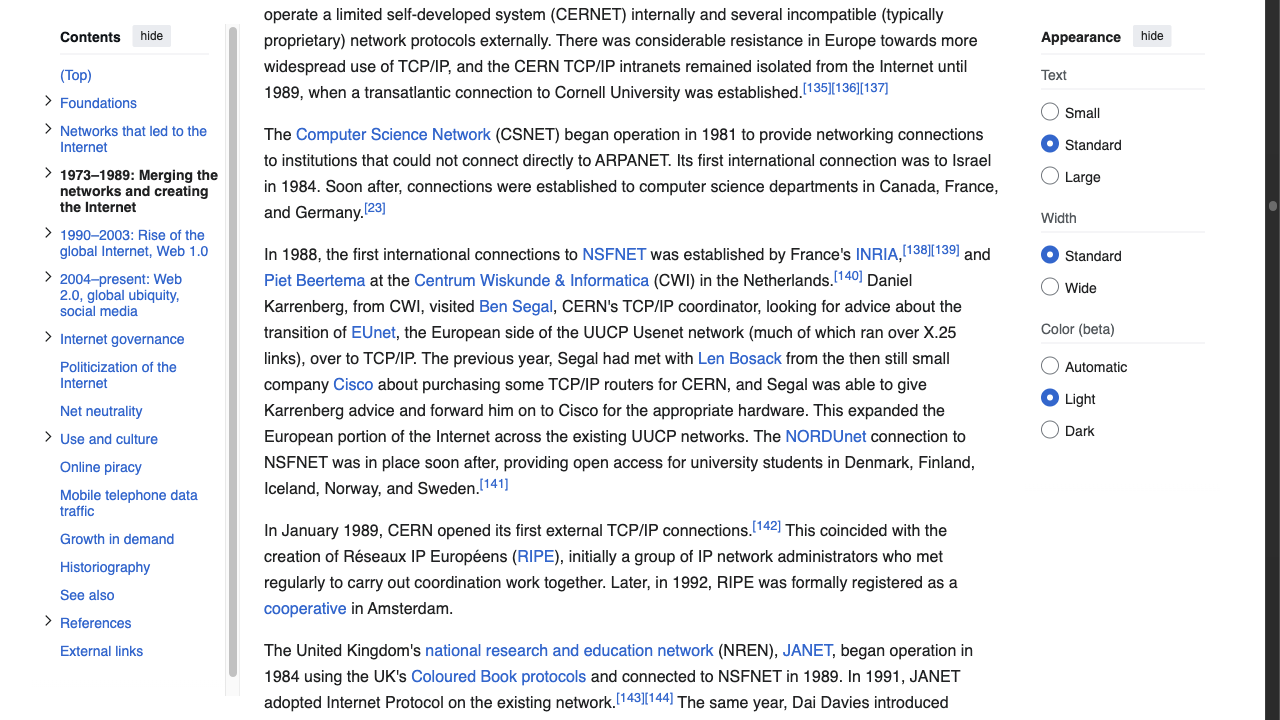 Contents hide
(Top)
Foundations
Networks that led to the
Internet
1973–1989: Merging the
networks and creating
the Internet
1990–2003: Rise of the
global Internet, Web 1.0
2004–present: Web
2.0, global ubiquity,
social media
Internet governance
Politicization of the
Internet
Net neutrality
Use and culture
Online piracy
Mobile telephone data
traffic
Growth in demand
Historiography
See also
References
External links
operate a limited self-developed system (CERNET) internally and several incompatible (typically
proprietary) network protocols externally. There was considerable resistance in Europe towards more
widespread use of TCP/IP, and the CERN TCP/IP intranets remained isolated from the Internet until
1989, when a transatlantic connection to Cornell University was established.[135][136][137]
The Computer Science Network (CSNET) began operation in 1981 to provide networking connections
to institutions that could not connect directly to ARPANET. Its first international connection was to Israel
in 1984. Soon after, connections were established to computer science departments in Canada, France,
and Germany.[23]
In 1988, the first international connections to NSFNET was established by France's INRIA,[138][139] and
Piet Beertema at the Centrum Wiskunde & Informatica (CWI) in the Netherlands.[140] Daniel
Karrenberg, from CWI, visited Ben Segal, CERN's TCP/IP coordinator, looking for advice about the
transition of EUnet, the European side of the UUCP Usenet network (much of which ran over X.25
links), over to TCP/IP. The previous year, Segal had met with Len Bosack from the then still small
company Cisco about purchasing some TCP/IP routers for CERN, and Segal was able to give
Karrenberg advice and forward him on to Cisco for the appropriate hardware. This expanded the
European portion of the Internet across the existing UUCP networks. The NORDUnet connection to
NSFNET was in place soon after, providing open access for university students in Denmark, Finland,
Iceland, Norway, and Sweden.[141]
In January 1989, CERN opened its first external TCP/IP connections.[142] This coincided with the
creation of Réseaux IP Européens (RIPE), initially a group of IP network administrators who met
regularly to carry out coordination work together. Later, in 1992, RIPE was formally registered as a
cooperative in Amsterdam.
The United Kingdom's national research and education network (NREN), JANET, began operation in
1984 using the UK's Coloured Book protocols and connected to NSFNET in 1989. In 1991, JANET
adopted Internet Protocol on the existing network.[143][144] The same year, Dai Davies introduced
Appearance hide
Text
Small
Standard
Large
Width
Standard
Wide
Color (beta)
Automatic
Light
Dark